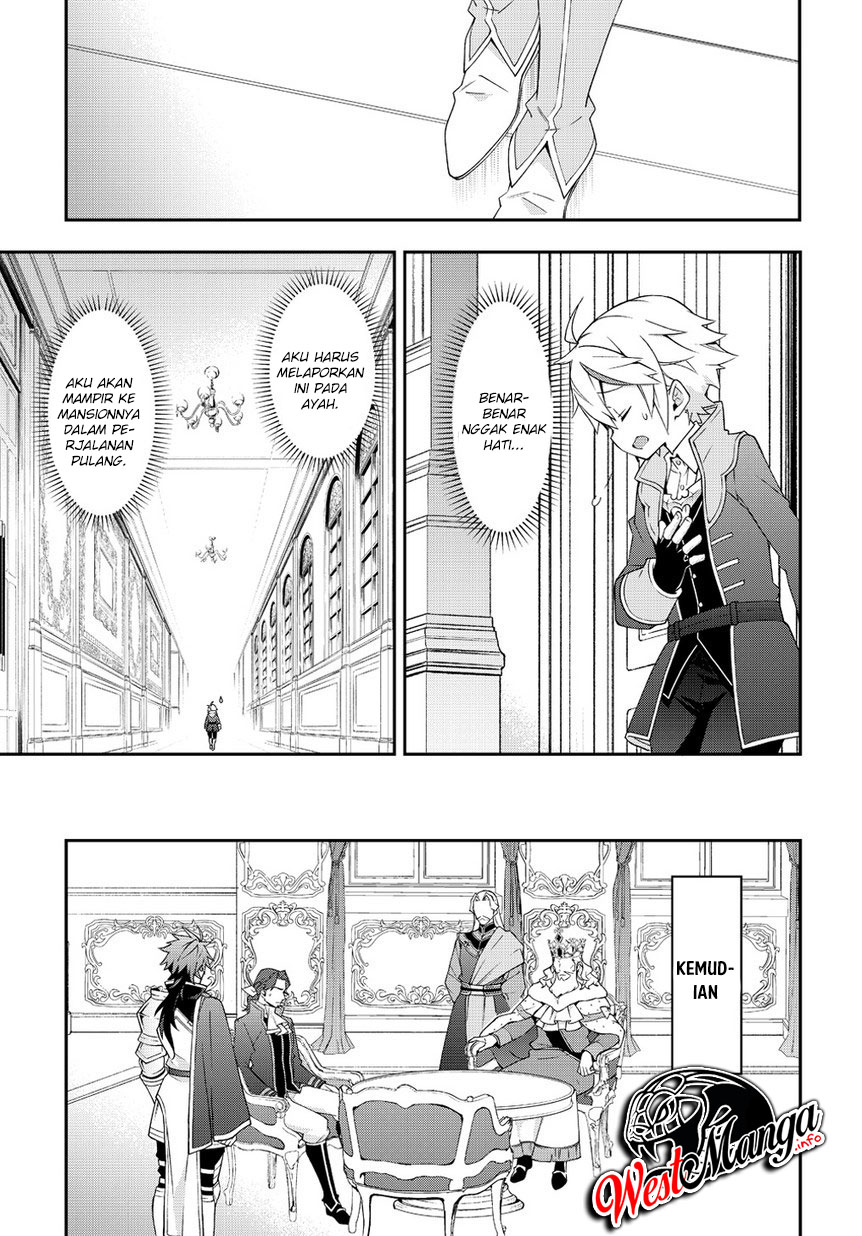 BENAR-
BENAR
NGGAK ENAK
HATI...
AKU HARUS
MELAPORKAN
INI PADA
AYAH.
AKU AKAN
MAMPIR KE
MANSIONNYA
DALAM PE-
RJALANAN
PULANG.
KEMUD-
IAN
WestManga
.info